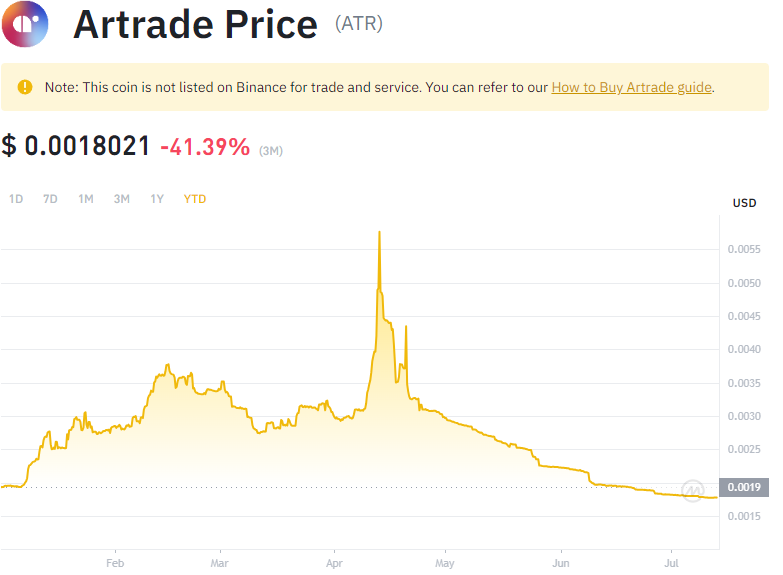 Artrade Price (ATR)
Note: This coin is not listed on Binance for trade and service. You can refer to our How to Buy Artrade guide.
$ 0.0018021 -41.39% (3M)
1D 7D 1M 3M 1Y YTD
USD
0.0055
0.0050
0.0045
0.0040
0.0035
0.0030
0.0025
0.0019
0.0015
Feb Mar Apr May Jun Jul